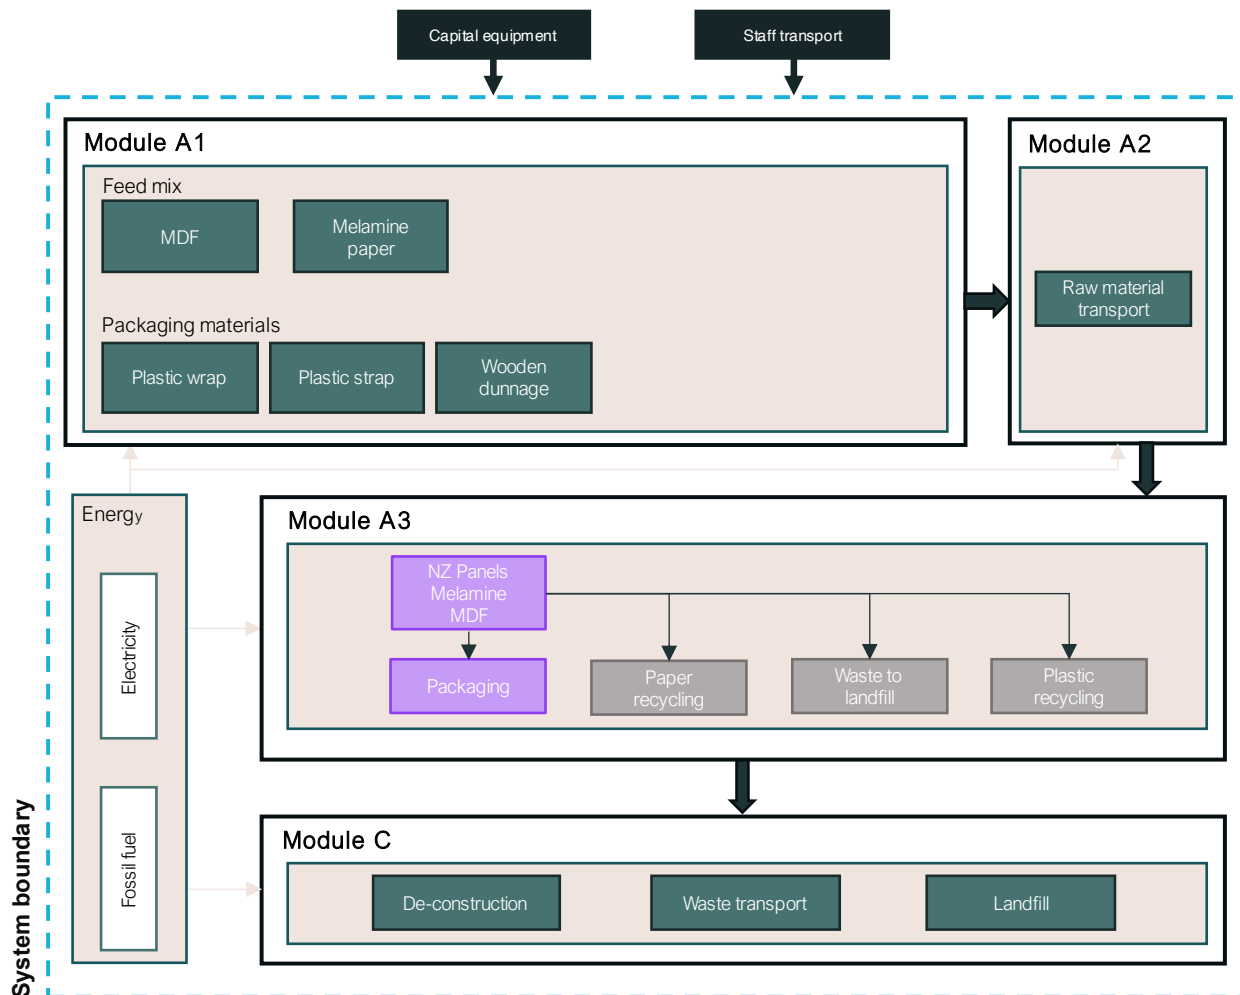 Capital equipment
Staff transport
Module A1
Feed mix
MDF
Melamine
paper
Packaging materials
Plastic wrap
Plastic strap
Wooden
dunnage
Module A2
Raw material
transport
Energy
Electricity
Fossil fuel
Module A3
NZ Panels
Melamine
MDF
Packaging
Paper
recycling
Waste to
landfill
Plastic
recycling
Module C
De-construction
Waste transport
Landfill
System boundary